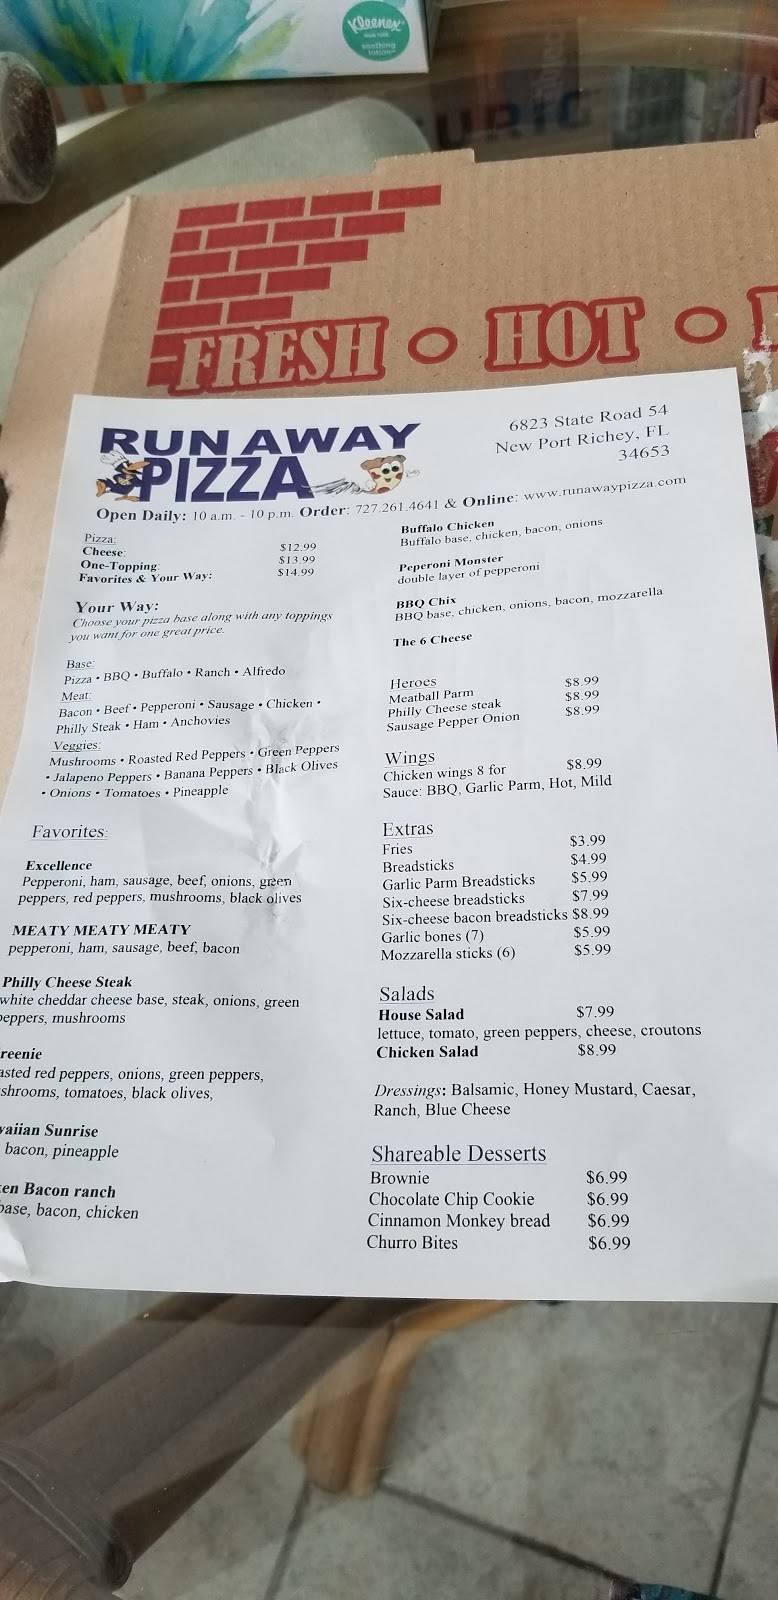 Kleenex
soothing
lotion
FRESH O HOT O
RUN AWAY
PIZZA
6823 State Road 54
New Port Richey, FL
34653
Open Daily: 10 a.m. - 10 p.m. Order: 727.261.4641 & Online: www.runawaypizza.com
Pizza:
Cheese: $12.99
One-Topping: $13.99
Favorites & Your Way: $14.99
Your Way:
Choose your pizza base along with any toppings
you want for one great price.
Base:
Pizza • BBQ • Buffalo • Ranch • Alfredo
Meat:
Bacon • Beef • Pepperoni • Sausage • Chicken •
Philly Steak • Ham • Anchovies
Veggies:
Mushrooms • Roasted Red Peppers • Green Peppers
• Jalapeno Peppers • Banana Peppers • Black Olives
• Onions • Tomatoes • Pineapple
Favorites:
Excellence
Pepperoni, ham, sausage, beef, onions, green
peppers, red peppers, mushrooms, black olives
MEATY MEATY MEATY
pepperoni, ham, sausage, beef, bacon
Philly Cheese Steak
white cheddar cheese base, steak, onions, green
peppers, mushrooms
reenie
asted red peppers, onions, green peppers,
shrooms, tomatoes, black olives,
vaiian Sunrise
bacon, pineapple
ken Bacon ranch
base, bacon, chicken
Buffalo Chicken
Buffalo base, chicken, bacon, onions
Peperoni Monster
double layer of pepperoni
BBQ Chix
BBQ base, chicken, onions, bacon, mozzarella
The 6 Cheese
Heroes
Meatball Parm $8.99
Philly Cheese steak $8.99
Sausage Pepper Onion $8.99
Wings
Chicken wings 8 for $8.99
Sauce: BBQ, Garlic Parm, Hot, Mild
Extras
Fries $3.99
Breadsticks $4.99
Garlic Parm Breadsticks $5.99
Six-cheese breadsticks $7.99
Six-cheese bacon breadsticks $8.99
Garlic bones (7) $5.99
Mozzarella sticks (6) $5.99
Salads
House Salad $7.99
lettuce, tomato, green peppers, cheese, croutons
Chicken Salad $8.99
Dressings: Balsamic, Honey Mustard, Caesar,
Ranch, Blue Cheese
Shareable Desserts
Brownie $6.99
Chocolate Chip Cookie $6.99
Cinnamon Monkey bread $6.99
Churro Bites $6.99